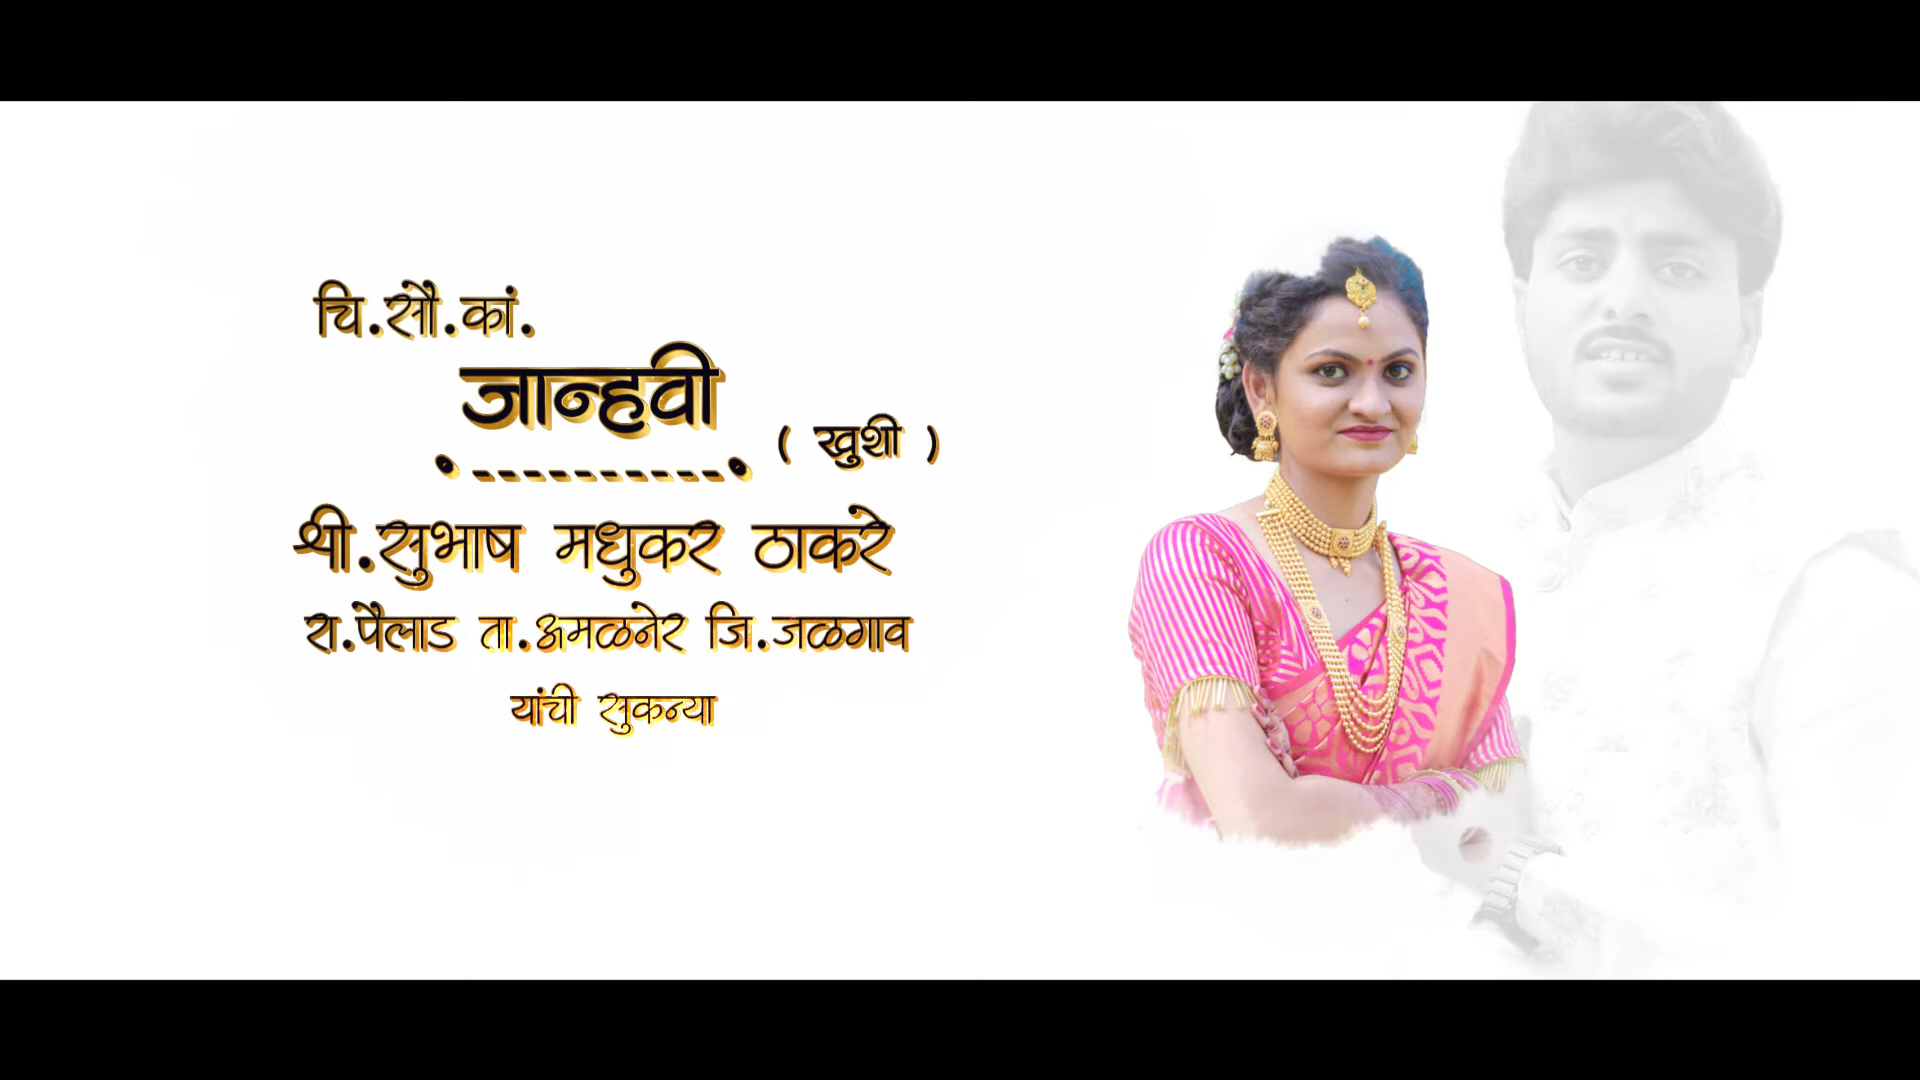 चि.सौ.कां.
जान्हवी
( खुशी )
श्री.सुभाष मधुकर ठाकरे
रा.पैलाड ता.अमळनेर जि.जळगाव
यांची सुकन्या